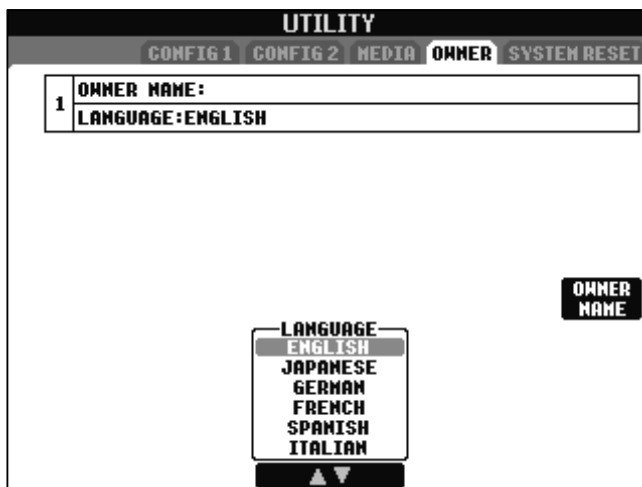 UTILITY
CONFIG 1 CONFIG 2 MEDIA OWNER SYSTEM RESET
1
OWNER NAME:
LANGUAGE:ENGLISH
OWNER
NAME
LANGUAGE
ENGLISH
JAPANESE
GERMAN
FRENCH
SPANISH
ITALIAN